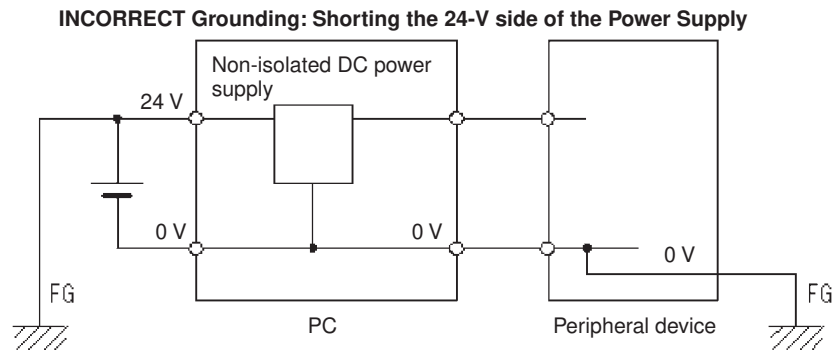 INCORRECT Grounding: Shorting the 24-V side of the Power Supply
Non-isolated DC power
supply
24 V
0 V
0 V
0 V
FG
FG
PC
Peripheral device